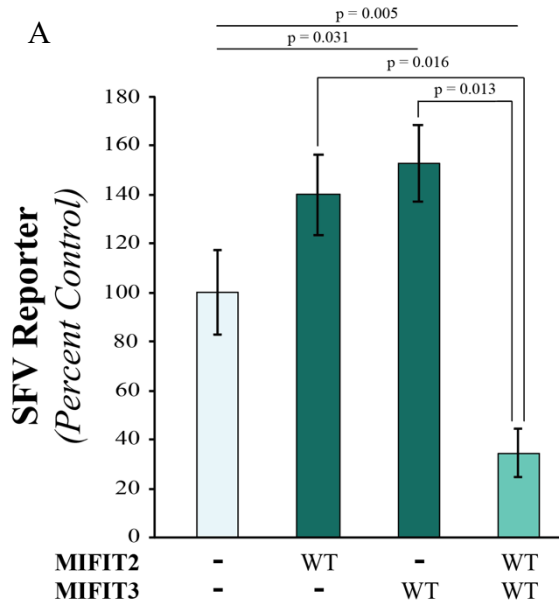 A
p = 0.005
p = 0.031
p = 0.016
p = 0.013
SFV Reporter
(Percent Control)
180
160
140
120
100
80
60
40
20
0
MIFIT2 - WT - WT
MIFIT3 - - WT WT